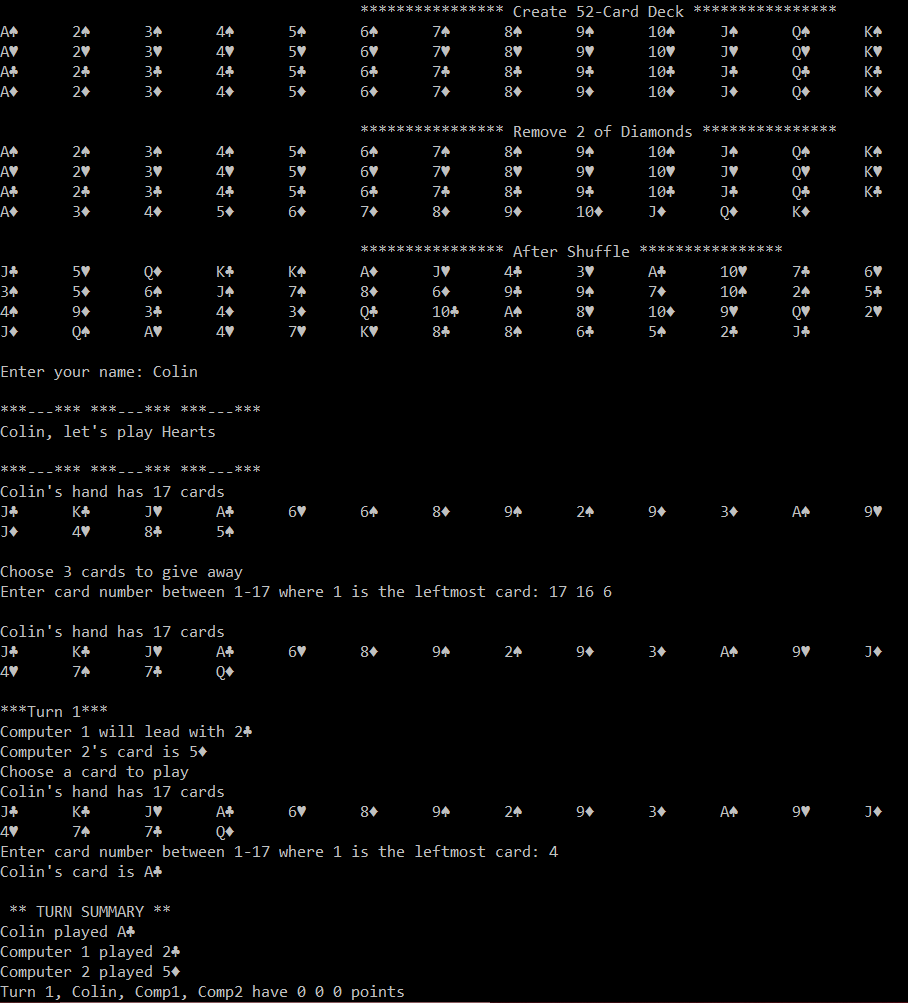 **************** Create 52-Card Deck ****************
A♠ 2♠ 3♠ 4♠ 5♠ 6♠ 7♠ 8♠ 9♠ 10♠ J♠ Q♠ K♠
A♥ 2♥ 3♥ 4♥ 5♥ 6♥ 7♥ 8♥ 9♥ 10♥ J♥ Q♥ K♥
A♣ 2♣ 3♣ 4♣ 5♣ 6♣ 7♣ 8♣ 9♣ 10♣ J♣ Q♣ K♣
A♦ 2♦ 3♦ 4♦ 5♦ 6♦ 7♦ 8♦ 9♦ 10♦ J♦ Q♦ K♦
**************** Remove 2 of Diamonds ***************
A♠ 2♠ 3♠ 4♠ 5♠ 6♠ 7♠ 8♠ 9♠ 10♠ J♠ Q♠ K♠
A♥ 2♥ 3♥ 4♥ 5♥ 6♥ 7♥ 8♥ 9♥ 10♥ J♥ Q♥ K♥
A♣ 2♣ 3♣ 4♣ 5♣ 6♣ 7♣ 8♣ 9♣ 10♣ J♣ Q♣ K♣
A♦ 3♦ 4♦ 5♦ 6♦ 7♦ 8♦ 9♦ 10♦ J♦ Q♦ K♦
**************** After Shuffle ****************
J♣ 5♥ Q♦ K♣ K♠ A♦ J♥ 4♣ 3♥ A♣ 10♥ 7♣ 6♥
3♠ 5♦ 6♠ J♠ 7♠ 8♦ 6♦ 9♣ 9♠ 7♦ 10♠ 2♠ 5♣
4♠ 9♦ 3♣ 4♦ 3♦ Q♣ 10♣ A♠ 8♥ 10♦ 9♥ Q♥ 2♥
J♦ Q♠ A♥ 4♥ 7♥ K♥ 8♣ 8♠ 6♣ 5♠ 2♣ J♣
Enter your name: Colin
***---*** ***---*** ***---***
Colin, let's play Hearts
***---*** ***---*** ***---***
Colin's hand has 17 cards
J♣ K♣ J♥ A♣ 6♥ 6♠ 8♦ 9♠ 2♠ 9♦ 3♦ A♠ 9♥
J♦ 4♥ 8♣ 5♠
Choose 3 cards to give away
Enter card number between 1-17 where 1 is the leftmost card: 17 16 6
Colin's hand has 17 cards
J♣ K♣ J♥ A♣ 6♥ 8♦ 9♠ 2♠ 9♦ 3♦ A♠ 9♥ J♦
4♥ 7♠ 7♣ Q♦
***Turn 1***
Computer 1 will lead with 2♣
Computer 2's card is 5♦
Choose a card to play
Colin's hand has 17 cards
J♣ K♣ J♥ A♣ 6♥ 8♦ 9♠ 2♠ 9♦ 3♦ A♠ 9♥ J♦
4♥ 7♠ 7♣ Q♦
Enter card number between 1-17 where 1 is the leftmost card: 4
Colin's card is A♣
** TURN SUMMARY **
Colin played A♣
Computer 1 played 2♣
Computer 2 played 5♦
Turn 1, Colin, Comp1, Comp2 have 0 0 0 points